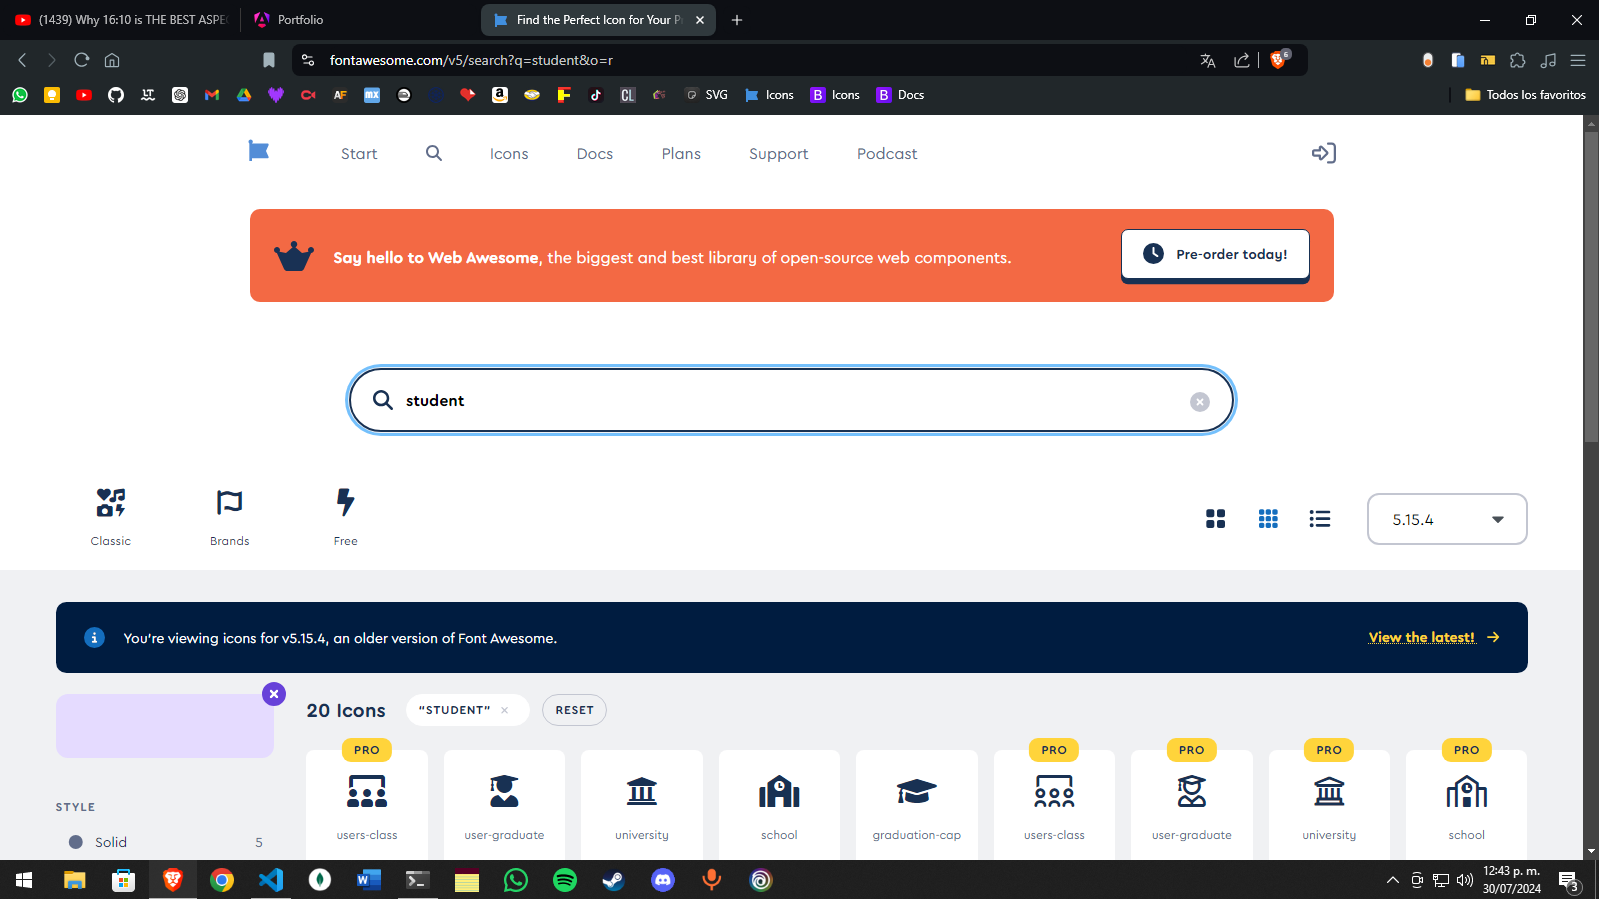 (1439) Why 16:10 is THE BEST ASPE
Portfolio
Find the Perfect Icon for Your P
fontawesome.com/v5/search?q=student&o=r
6
SVG
Icons
Icons
Docs
Todos los favoritos
Start
Icons
Docs
Plans
Support
Podcast
Say hello to Web Awesome, the biggest and best library of open-source web components.
Pre-order today!
student
Classic
Brands
Free
5.15.4
You're viewing icons for v5.15.4, an older version of Font Awesome.
View the latest!
20 Icons
"STUDENT"
RESET
PRO
PRO
PRO
PRO
PRO
users-class
user-graduate
university
school
graduation-cap
users-class
user-graduate
university
school
STYLE
Solid
5
12:43 p. m.
30/07/2024
3